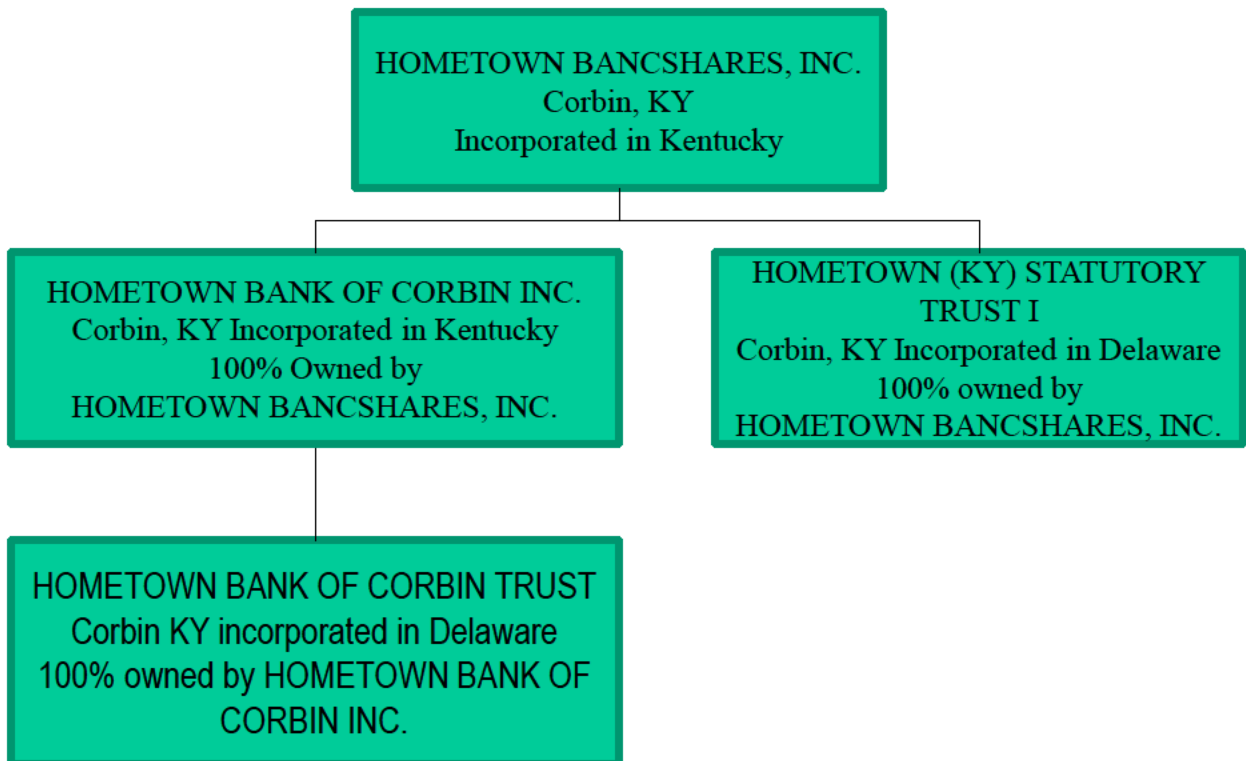 HOMETOWN BANCSHARES, INC.
Corbin, KY
Incorporated in Kentucky
HOMETOWN BANK OF CORBIN INC.
Corbin, KY Incorporated in Kentucky
100% Owned by
HOMETOWN BANCSHARES, INC.
HOMETOWN (KY) STATUTORY
TRUST I
Corbin, KY Incorporated in Delaware
100% owned by
HOMETOWN BANCSHARES, INC.
HOMETOWN BANK OF CORBIN TRUST
Corbin KY incorporated in Delaware
100% owned by HOMETOWN BANK OF
CORBIN INC.